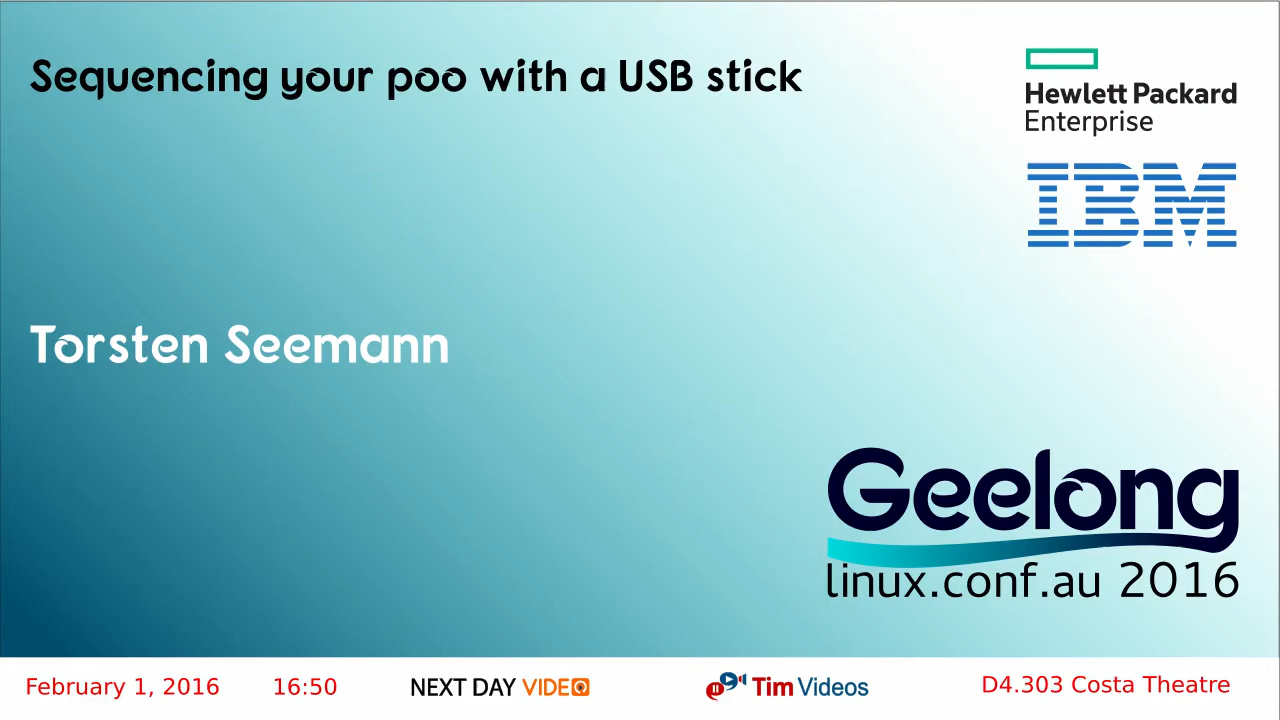 Sequencing your poo with a USB stick
Hewlett Packard
Enterprise
IBM
Torsten Seemann
Geelong
linux.conf.au 2016
February 1, 2016 16:50 NEXT DAY VIDEO Tim Videos D4.303 Costa Theatre